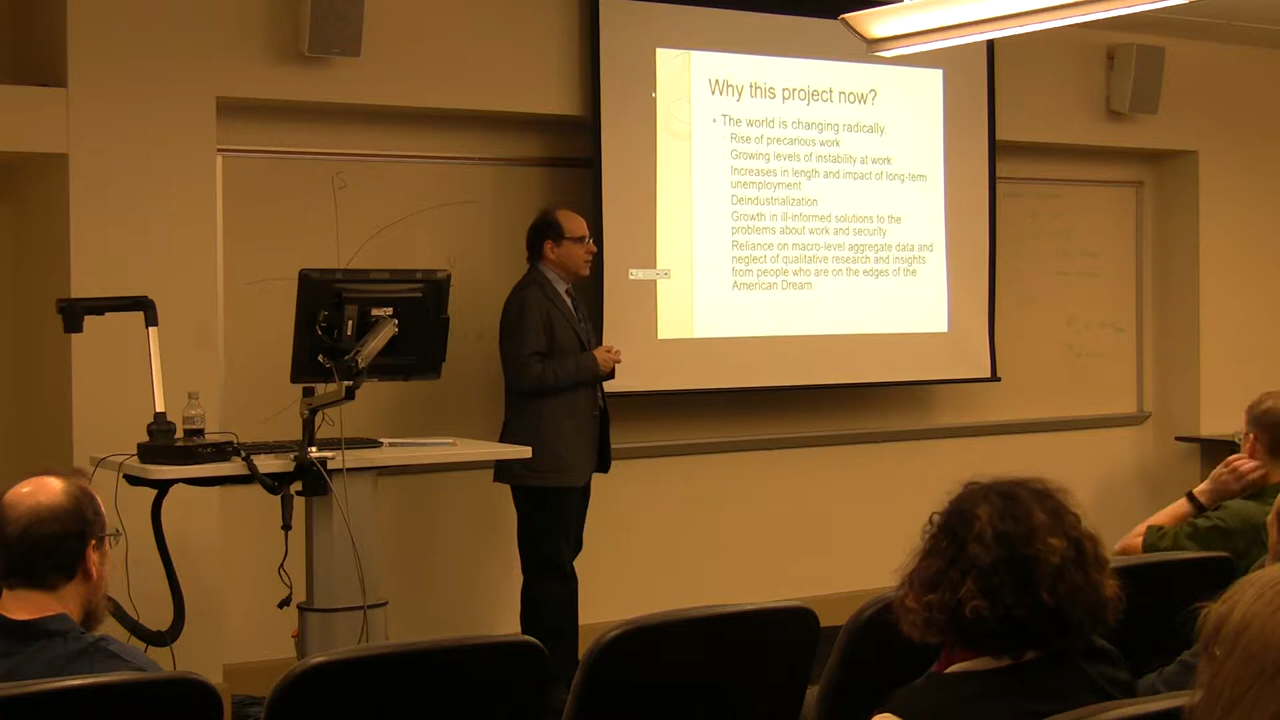 Why this project now?
• The world is changing radically.
Rise of precarious work
Growing levels of instability at work
Increases in length and impact of long-term
unemployment
Deindustrialization
Growth in ill-informed solutions to the
problems about work and security
Reliance on macro-level aggregate data and
neglect of qualitative research and insights
from people who are on the edges of the
American Dream